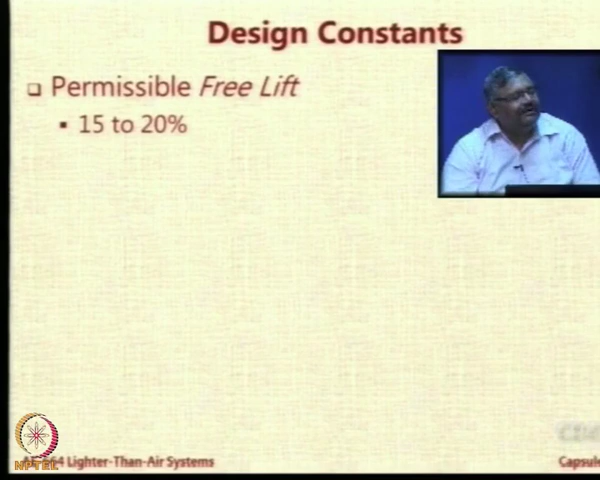 Design Constants
Permissible Free Lift
15 to 20%
NPTEL
Lighter-Than-Air Systems
Capsule